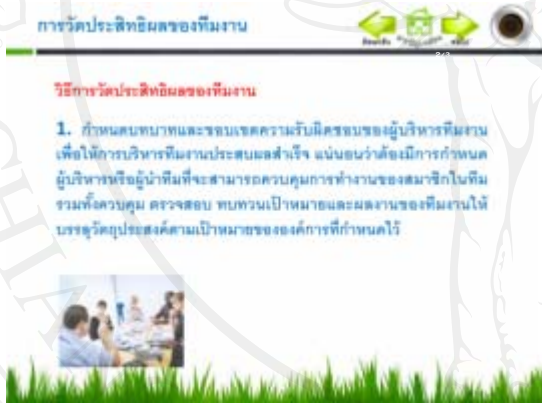 การวัดประสิทธิผลของทีมงาน
วิธีการวัดประสิทธิผลของทีมงาน
1. กำหนดบทบาทและขอบเขตความรับผิดชอบของผู้บริหารทีมงาน
เพื่อให้การบริหารทีมงานประสบผลสำเร็จ แน่นอนว่าต้องมีการกำหนด
ผู้บริหารหรือผู้นำทีมที่จะสามารถควบคุมการทำงานของสมาชิกในทีม
รวมทั้งควบคุม ตรวจสอบ ทบทวนเป้าหมายและผลงานของทีมงานให้
บรรลุวัตถุประสงค์ตามเป้าหมายขององค์การที่กำหนดไว้